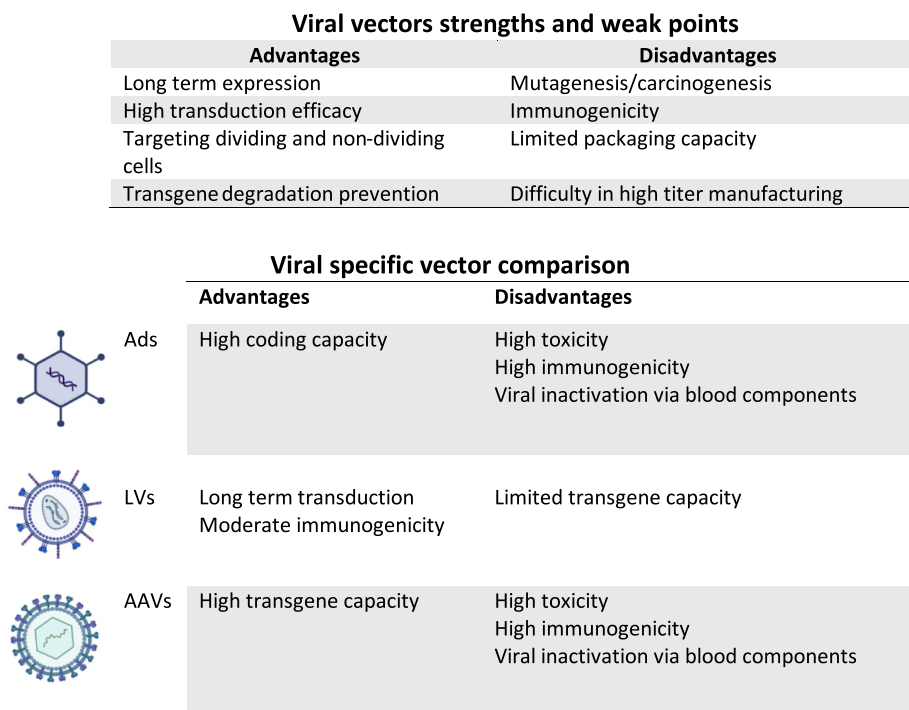 Viral vectors strengths and weak points
Advantages Disadvantages
Long term expression Mutagenesis/carcinogenesis
High transduction efficacy Immunogenicity
Targeting dividing and non-dividing Limited packaging capacity
cells
Transgene degradation prevention Difficulty in high titer manufacturing
Viral specific vector comparison
Advantages Disadvantages
Ads High coding capacity High toxicity
High immunogenicity
Viral inactivation via blood components
LVs Long term transduction Limited transgene capacity
Moderate immunogenicity
AAVs High transgene capacity High toxicity
High immunogenicity
Viral inactivation via blood components